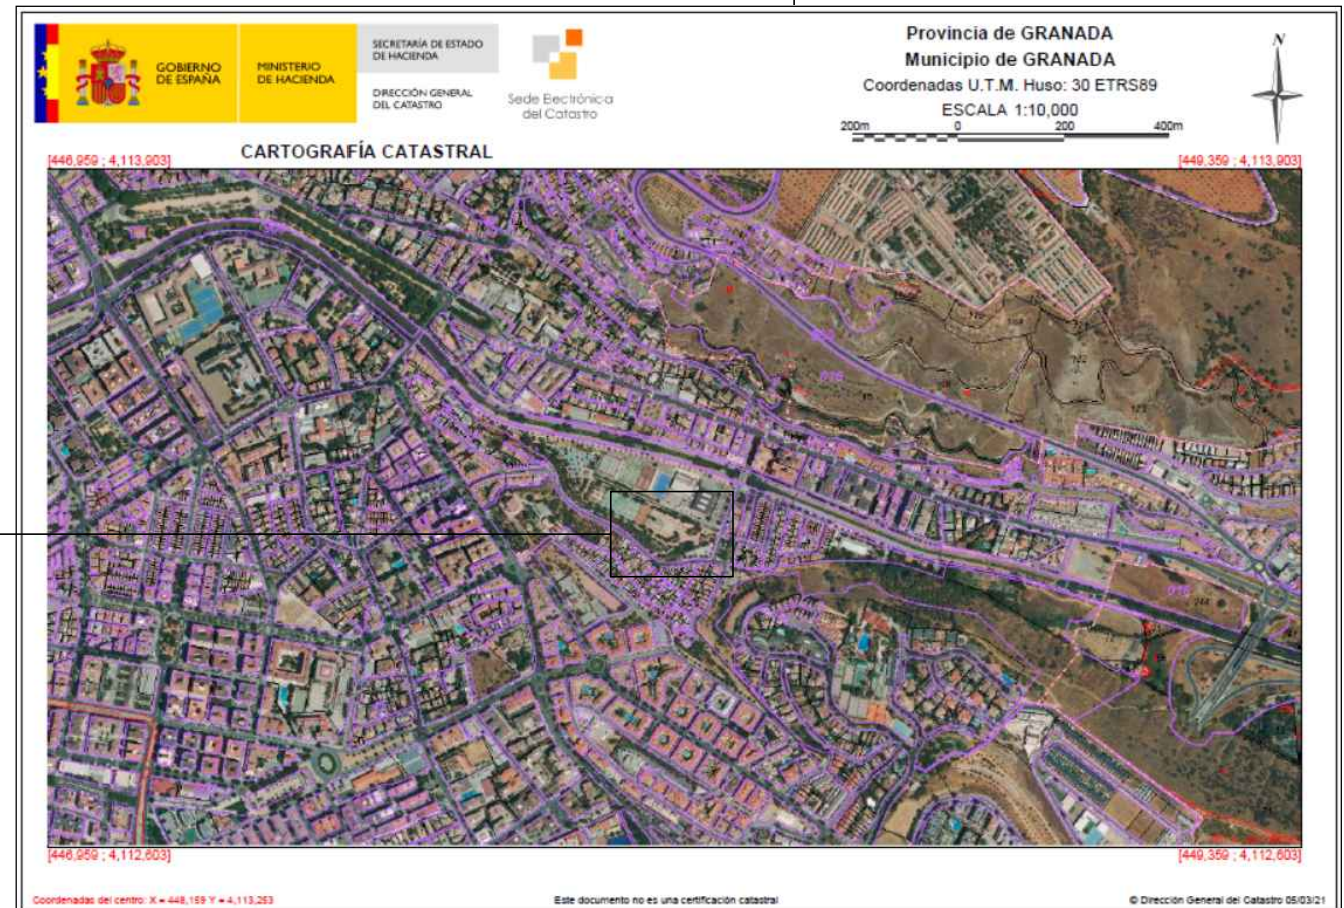 GOBIERNO
DE ESPAÑA
MINISTERIO
DE HACIENDA
SECRETARÍA DE ESTADO
DE HACIENDA
DIRECCIÓN GENERAL
DEL CATASTRO
Sede Electrónica
del Catastro
Provincia de GRANADA
Municipio de GRANADA
Coordenadas U.T.M. Huso: 30 ETRS89
ESCALA 1:10,000
200m 0 200 400m
N
CARTOGRAFÍA CATASTRAL
[446,959 ; 4,113,903]
[449,359 ; 4,113,903]
[446,959 ; 4,112,603]
[449,359 ; 4,112,603]
Coordenadas del centro: X = 448,159 Y = 4,113,253
Este documento no es una certificación catastral
© Dirección General del Catastro 05/03/21